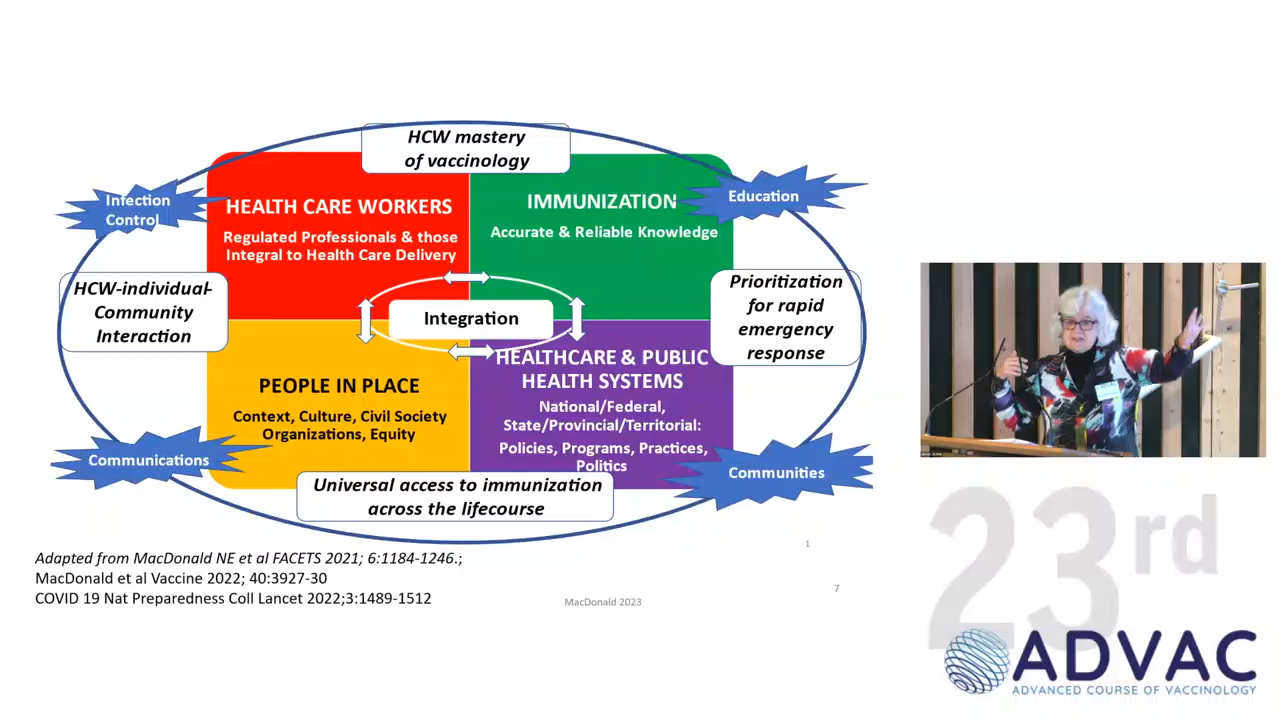 HCW mastery
of vaccinology
Infection
Control
HEALTH CARE WORKERS
Regulated Professionals & those
Integral to Health Care Delivery
IMMUNIZATION
Accurate & Reliable Knowledge
Education
HCW-individual-
Community
Interaction
Integration
Prioritization
for rapid
emergency
response
PEOPLE IN PLACE
Context, Culture, Civil Society
Organizations, Equity
HEALTHCARE & PUBLIC
HEALTH SYSTEMS
National/Federal,
State/Provincial/Territorial:
Policies, Programs, Practices,
Politics
Communications
Communities
Universal access to immunization
across the lifecourse
1
Adapted from MacDonald NE et al FACETS 2021; 6:1184-1246.;
MacDonald et al Vaccine 2022; 40:3927-30
COVID 19 Nat Preparedness Coll Lancet 2022;3:1489-1512
MacDonald 2023
7
23rd
ADVAC
ADVANCED COURSE OF VACCINOLOGY